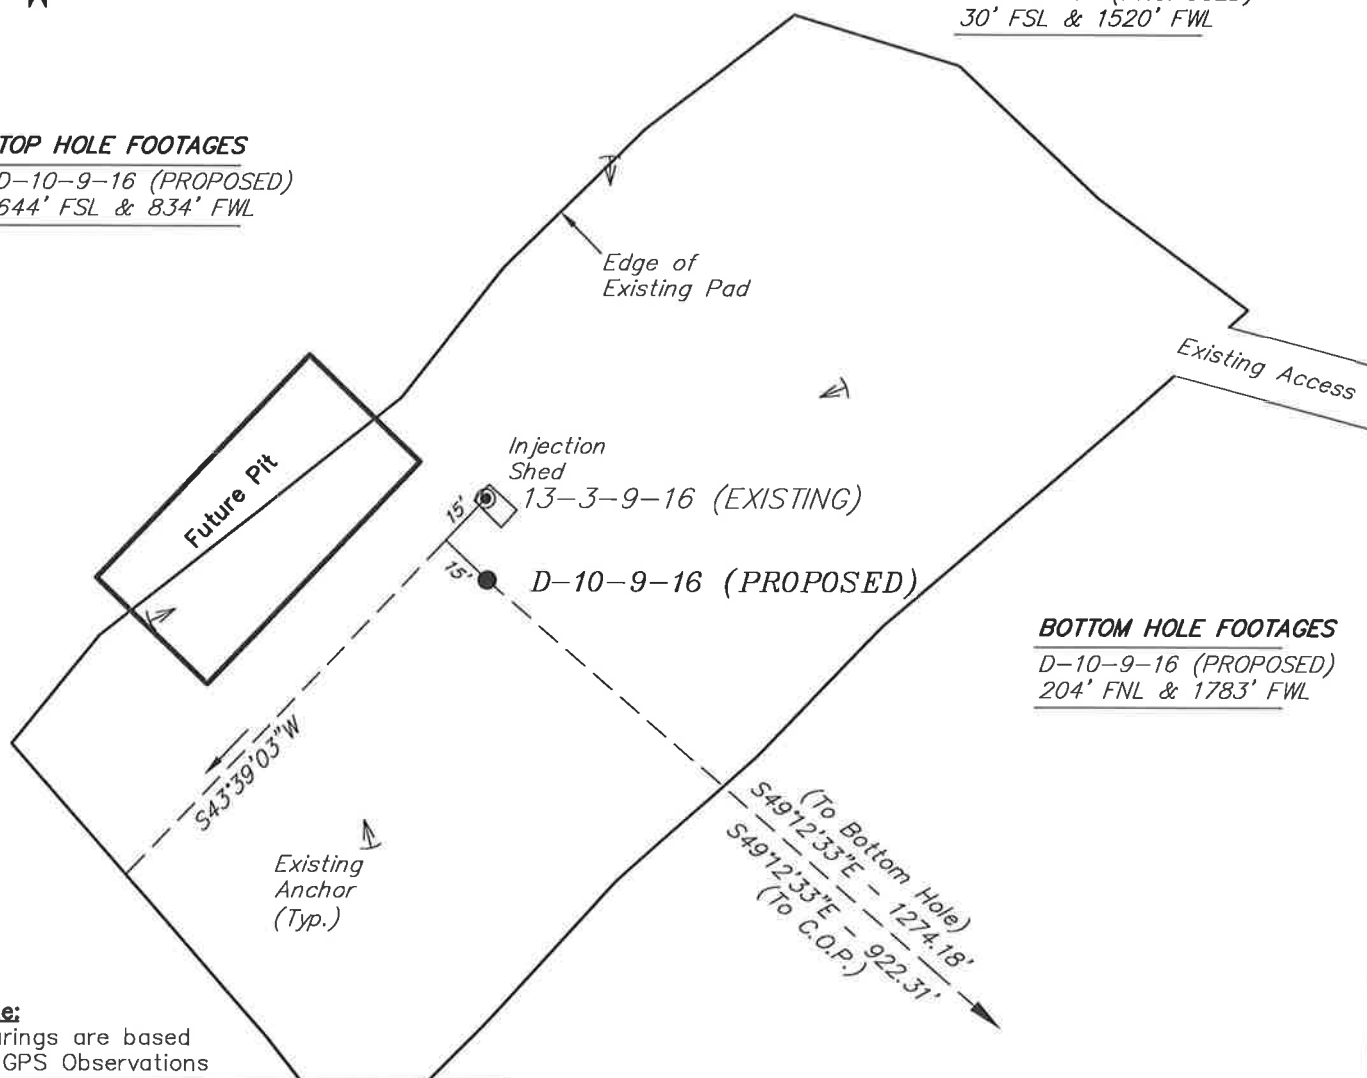 30' FSL & 1520' FWL
TOP HOLE FOOTAGES
D-10-9-16 (PROPOSED)
644' FSL & 834' FWL
Edge of
Existing Pad
Existing Access
Future Pit
Injection
Shed
15'
13-3-9-16 (EXISTING)
15'
D-10-9-16 (PROPOSED)
BOTTOM HOLE FOOTAGES
D-10-9-16 (PROPOSED)
204' FNL & 1783' FWL
S43°39'03"W
Existing
Anchor
(Typ.)
(To Bottom Hole)
S49°12'33"E - 1274.18'
S49°12'33"E - 922.31'
(To C.O.P.)
e:
arings are based
GPS Observations